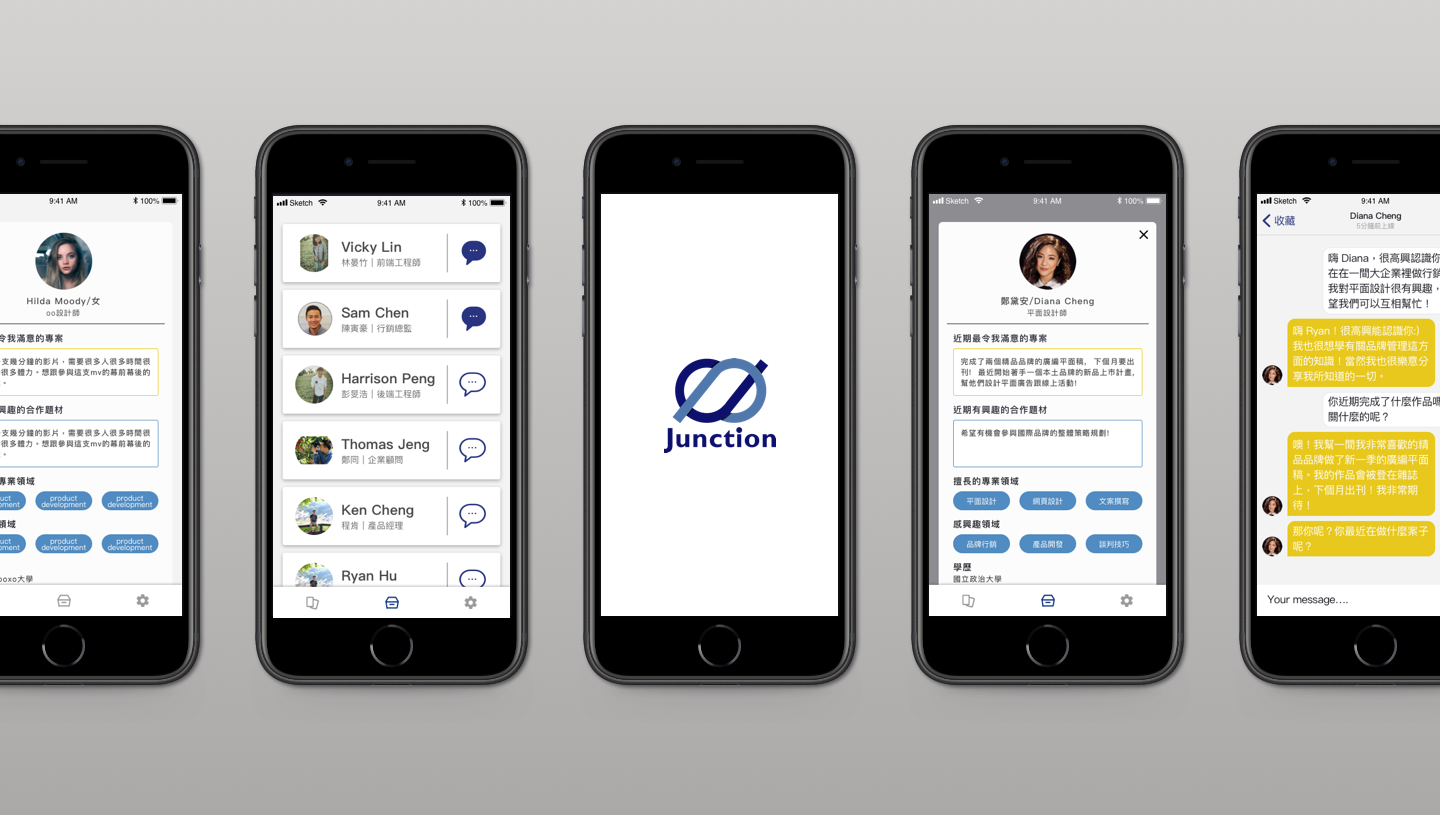 9:41 AM
100%
Hilda Moody/女
oo設計師
令我滿意的專案
支幾分鐘的影片，需要很多人很多時間很
很多體力。想跟參與這支mv的幕前幕後的
。
興趣的合作題材
支幾分鐘的影片，需要很多人很多時間很
很多體力。想跟參與這支mv的幕前幕後的
。
專業領域
uct
pment
product
development
product
development
領域
uct
pment
product
development
product
development
ooxo大學
Sketch
9:41 AM
100%
Vicky Lin
林晏竹｜前端工程師
Sam Chen
陳寅豪｜行銷總監
Harrison Peng
彭旻浩｜後端工程師
Thomas Jeng
鄭同｜企業顧問
Ken Cheng
程肯｜產品經理
Ryan Hu
Junction
Sketch
9:41 AM
100%
鄭黛安/Diana Cheng
平面設計師
近期最令我滿意的專案
完成了兩個精品品牌的廣編平面稿， 下個月要出
刊! 最近開始著手一個本土品牌的新品上市計畫,
幫他們設計平面廣告跟線上活動!
近期有興趣的合作題材
希望有機會參與國際品牌的整體策略規劃!
擅長的專業領域
平面設計
網頁設計
文案撰寫
感興趣領域
品牌行銷
產品開發
談判技巧
學歷
國立政治大學
Sketch
9:41 AM
收藏
Diana Cheng
5分鐘前上線
嗨 Diana，很高興認識你
在在一間大企業裡做行銷
我對平面設計很有興趣，
望我們可以互相幫忙！
嗨 Ryan！很高興能認識你:)
我也很想學有關品牌管理這方
面的知識！當然我也很樂意分
享我所知道的一切。
你近期完成了什麼作品嗎
關什麼的呢？
噢！我幫一間我非常喜歡的精
品品牌做了新一季的廣編平面
稿。我的作品會被登在雜誌
上，下個月出刊！我非常期
待！
那你呢？你最近在做什麼案子
呢？
Your message....